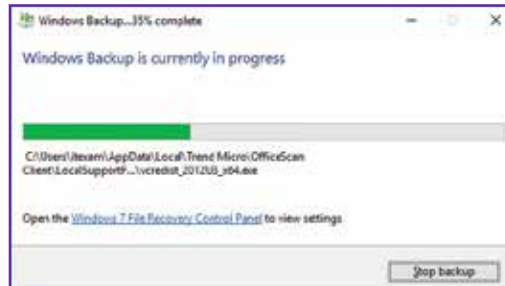 Windows Backup...35% complete
Windows Backup is currently in progress
C:\Users\itexam\AppData\Local\Trend Micro\OfficeScan
Client\LocalSupportF...\vcredist_2012U3_x64.exe
Open the Windows 7 File Recovery Control Panel to view settings
Stop backup